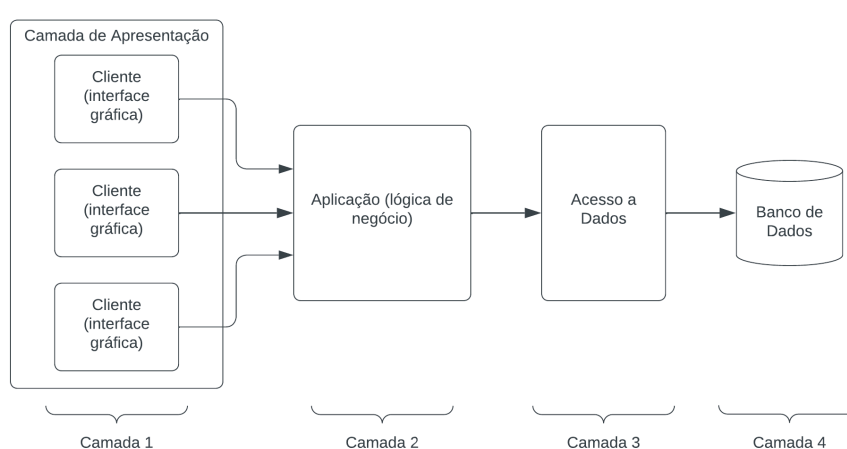 Camada de Apresentação
Cliente
(interface
gráfica)
Cliente
(interface
gráfica)
Cliente
(interface
gráfica)
Aplicação (lógica de
negócio)
Acesso a
Dados
Banco de
Dados
Camada 1
Camada 2
Camada 3
Camada 4